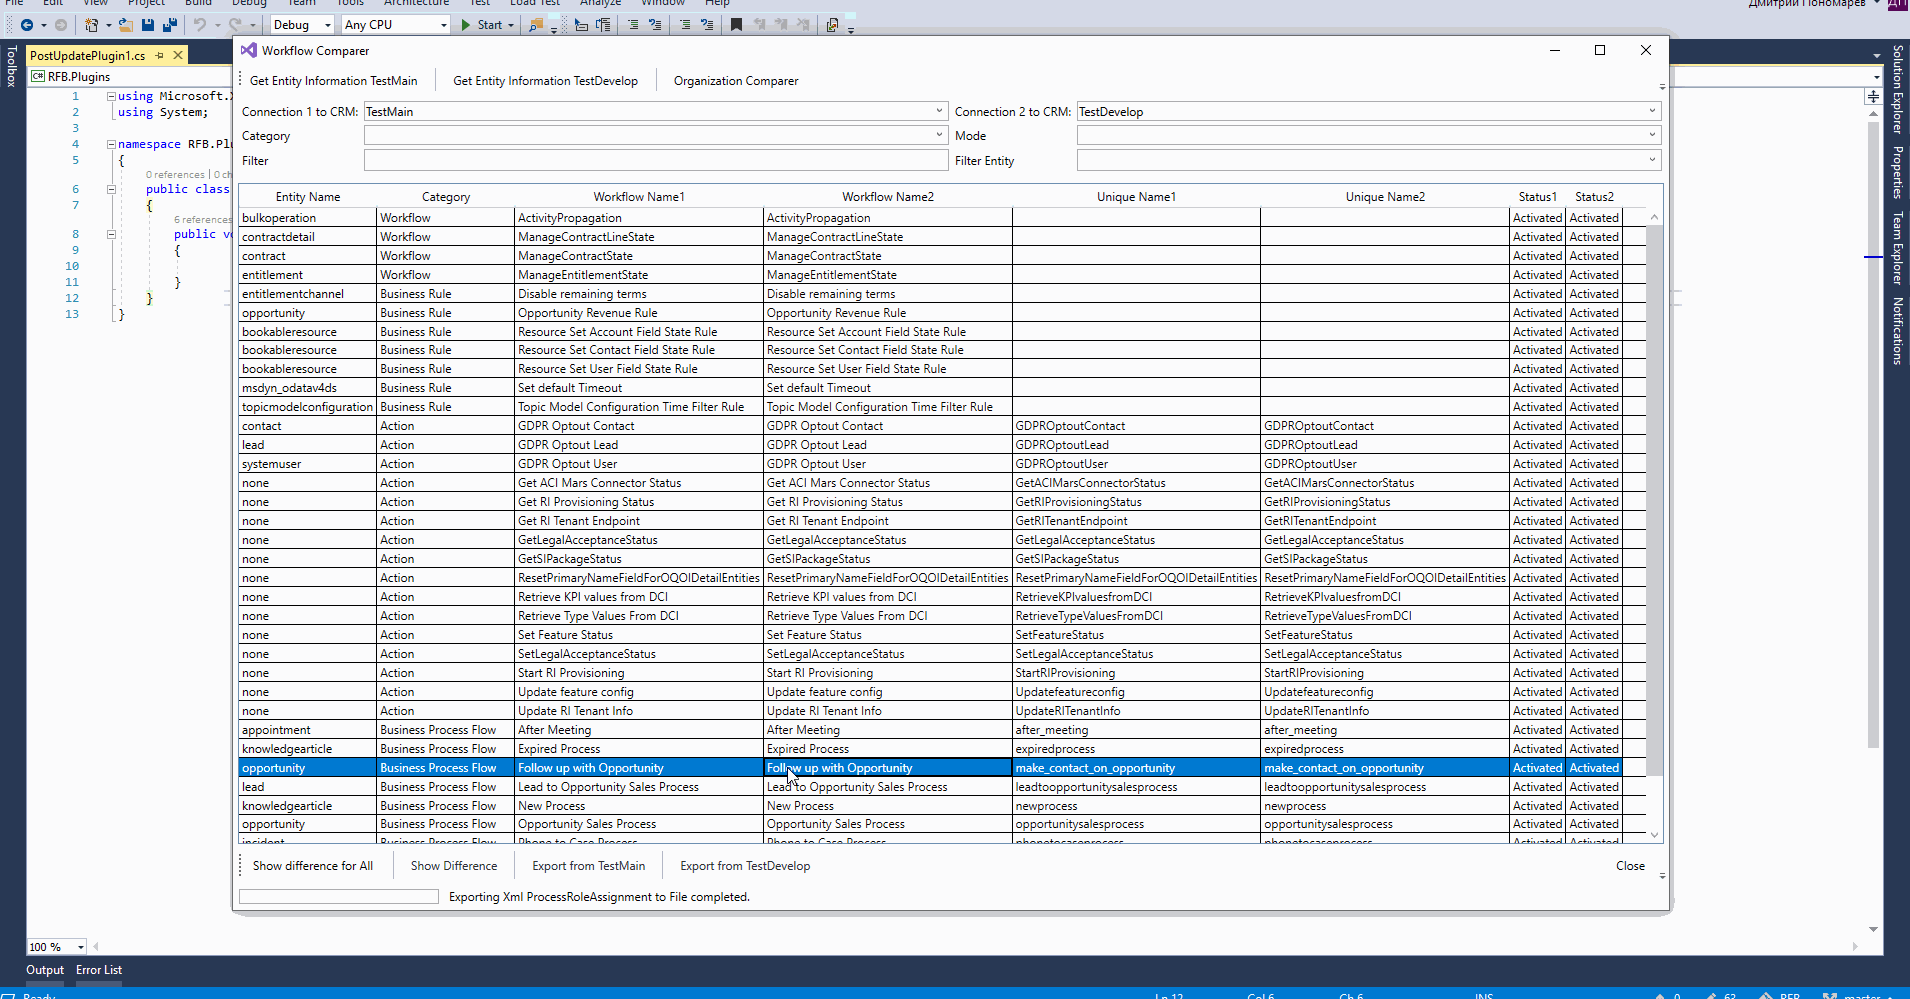 File Edit View Project Build Debug Team Tools Architecture Test Load Test Analyze Window Help
Дмитрий Пономарев ДП
Debug Any CPU Start
Toolbox
PostUpdatePlugin1.cs
C# RFB.Plugins
1 using Microsoft.X
2 using System;
3
4 namespace RFB.Plu
5 {
0 references | 0 ch
6 public class
7 {
6 references
8 public vo
9 {
10
11 }
12 }
13 }
Workflow Comparer
Get Entity Information TestMain Get Entity Information TestDevelop Organization Comparer
Connection 1 to CRM: TestMain Connection 2 to CRM: TestDevelop
Category Mode
Filter Filter Entity
Entity Name Category Workflow Name1 Workflow Name2 Unique Name1 Unique Name2 Status1 Status2
bulkoperation Workflow ActivityPropagation ActivityPropagation Activated Activated
contractdetail Workflow ManageContractLineState ManageContractLineState Activated Activated
contract Workflow ManageContractState ManageContractState Activated Activated
entitlement Workflow ManageEntitlementState ManageEntitlementState Activated Activated
entitlementchannel Business Rule Disable remaining terms Disable remaining terms Activated Activated
opportunity Business Rule Opportunity Revenue Rule Opportunity Revenue Rule Activated Activated
bookableresource Business Rule Resource Set Account Field State Rule Resource Set Account Field State Rule Activated Activated
bookableresource Business Rule Resource Set Contact Field State Rule Resource Set Contact Field State Rule Activated Activated
bookableresource Business Rule Resource Set User Field State Rule Resource Set User Field State Rule Activated Activated
msdyn_odatav4ds Business Rule Set default Timeout Set default Timeout Activated Activated
topicmodelconfiguration Business Rule Topic Model Configuration Time Filter Rule Topic Model Configuration Time Filter Rule Activated Activated
contact Action GDPR Optout Contact GDPR Optout Contact GDPROptoutContact GDPROptoutContact Activated Activated
lead Action GDPR Optout Lead GDPR Optout Lead GDPROptoutLead GDPROptoutLead Activated Activated
systemuser Action GDPR Optout User GDPR Optout User GDPROptoutUser GDPROptoutUser Activated Activated
none Action Get ACI Mars Connector Status Get ACI Mars Connector Status GetACIMarsConnectorStatus GetACIMarsConnectorStatus Activated Activated
none Action Get RI Provisioning Status Get RI Provisioning Status GetRIProvisioningStatus GetRIProvisioningStatus Activated Activated
none Action Get RI Tenant Endpoint Get RI Tenant Endpoint GetRITenantEndpoint GetRITenantEndpoint Activated Activated
none Action GetLegalAcceptanceStatus GetLegalAcceptanceStatus GetLegalAcceptanceStatus GetLegalAcceptanceStatus Activated Activated
none Action GetSIPackageStatus GetSIPackageStatus GetSIPackageStatus GetSIPackageStatus Activated Activated
none Action ResetPrimaryNameFieldForOQOIDetailEntities ResetPrimaryNameFieldForOQOIDetailEntities ResetPrimaryNameFieldForOQOIDetailEntities ResetPrimaryNameFieldForOQOIDetailEntities Activated Activated
none Action Retrieve KPI values from DCI Retrieve KPI values from DCI RetrieveKPIvaluesfromDCI RetrieveKPIvaluesfromDCI Activated Activated
none Action Retrieve Type Values From DCI Retrieve Type Values From DCI RetrieveTypeValuesFromDCI RetrieveTypeValuesFromDCI Activated Activated
none Action Set Feature Status Set Feature Status SetFeatureStatus SetFeatureStatus Activated Activated
none Action SetLegalAcceptanceStatus SetLegalAcceptanceStatus SetLegalAcceptanceStatus SetLegalAcceptanceStatus Activated Activated
none Action Start RI Provisioning Start RI Provisioning StartRIProvisioning StartRIProvisioning Activated Activated
none Action Update feature config Update feature config Updatefeatureconfig Updatefeatureconfig Activated Activated
none Action Update RI Tenant Info Update RI Tenant Info UpdateRITenantInfo UpdateRITenantInfo Activated Activated
appointment Business Process Flow After Meeting After Meeting after_meeting after_meeting Activated Activated
knowledgearticle Business Process Flow Expired Process Expired Process expiredprocess expiredprocess Activated Activated
opportunity Business Process Flow Follow up with Opportunity Follow up with Opportunity make_contact_on_opportunity make_contact_on_opportunity Activated Activated
lead Business Process Flow Lead to Opportunity Sales Process Lead to Opportunity Sales Process leadtoopportunitysalesprocess leadtoopportunitysalesprocess Activated Activated
knowledgearticle Business Process Flow New Process New Process newprocess newprocess Activated Activated
opportunity Business Process Flow Opportunity Sales Process Opportunity Sales Process opportunitysalesprocess opportunitysalesprocess Activated Activated
incident Business Process Flow Phone to Case Process Phone to Case Process phonetocaseprocess phonetocaseprocess Activated Activated
Show difference for All Show Difference Export from TestMain Export from TestDevelop Close
Exporting Xml ProcessRoleAssignment to File completed.
Solution Explorer
Properties
Team Explorer
Notifications
100 %
Output Error List
Ready Ln 12 Col 6 Ch 6 INS 0 62 RFB master